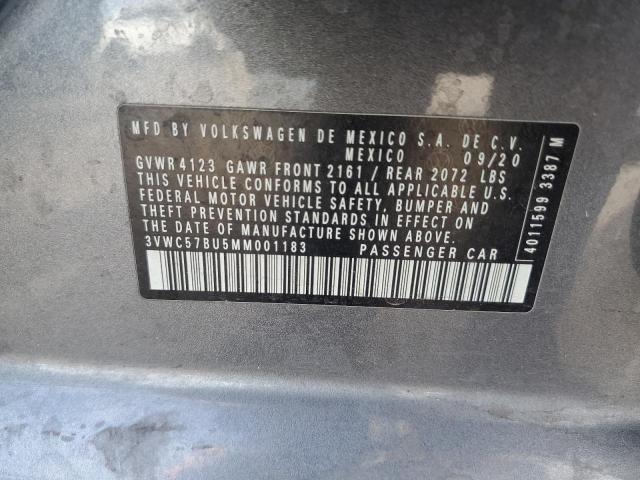 MFD BY VOLKSWAGEN DE MEXICO S.A. DE C.V.
MEXICO 09/20
GVWR 4123 GAWR FRONT 2161 / REAR 2072 LBS
THIS VEHICLE CONFORMS TO ALL APPLICABLE U.S.
FEDERAL MOTOR VEHICLE SAFETY, BUMPER AND
THEFT PREVENTION STANDARDS IN EFFECT ON
THE DATE OF MANUFACTURE SHOWN ABOVE.
3VWC57BU5MM001183 PASSENGER CAR
4011599 3387 M